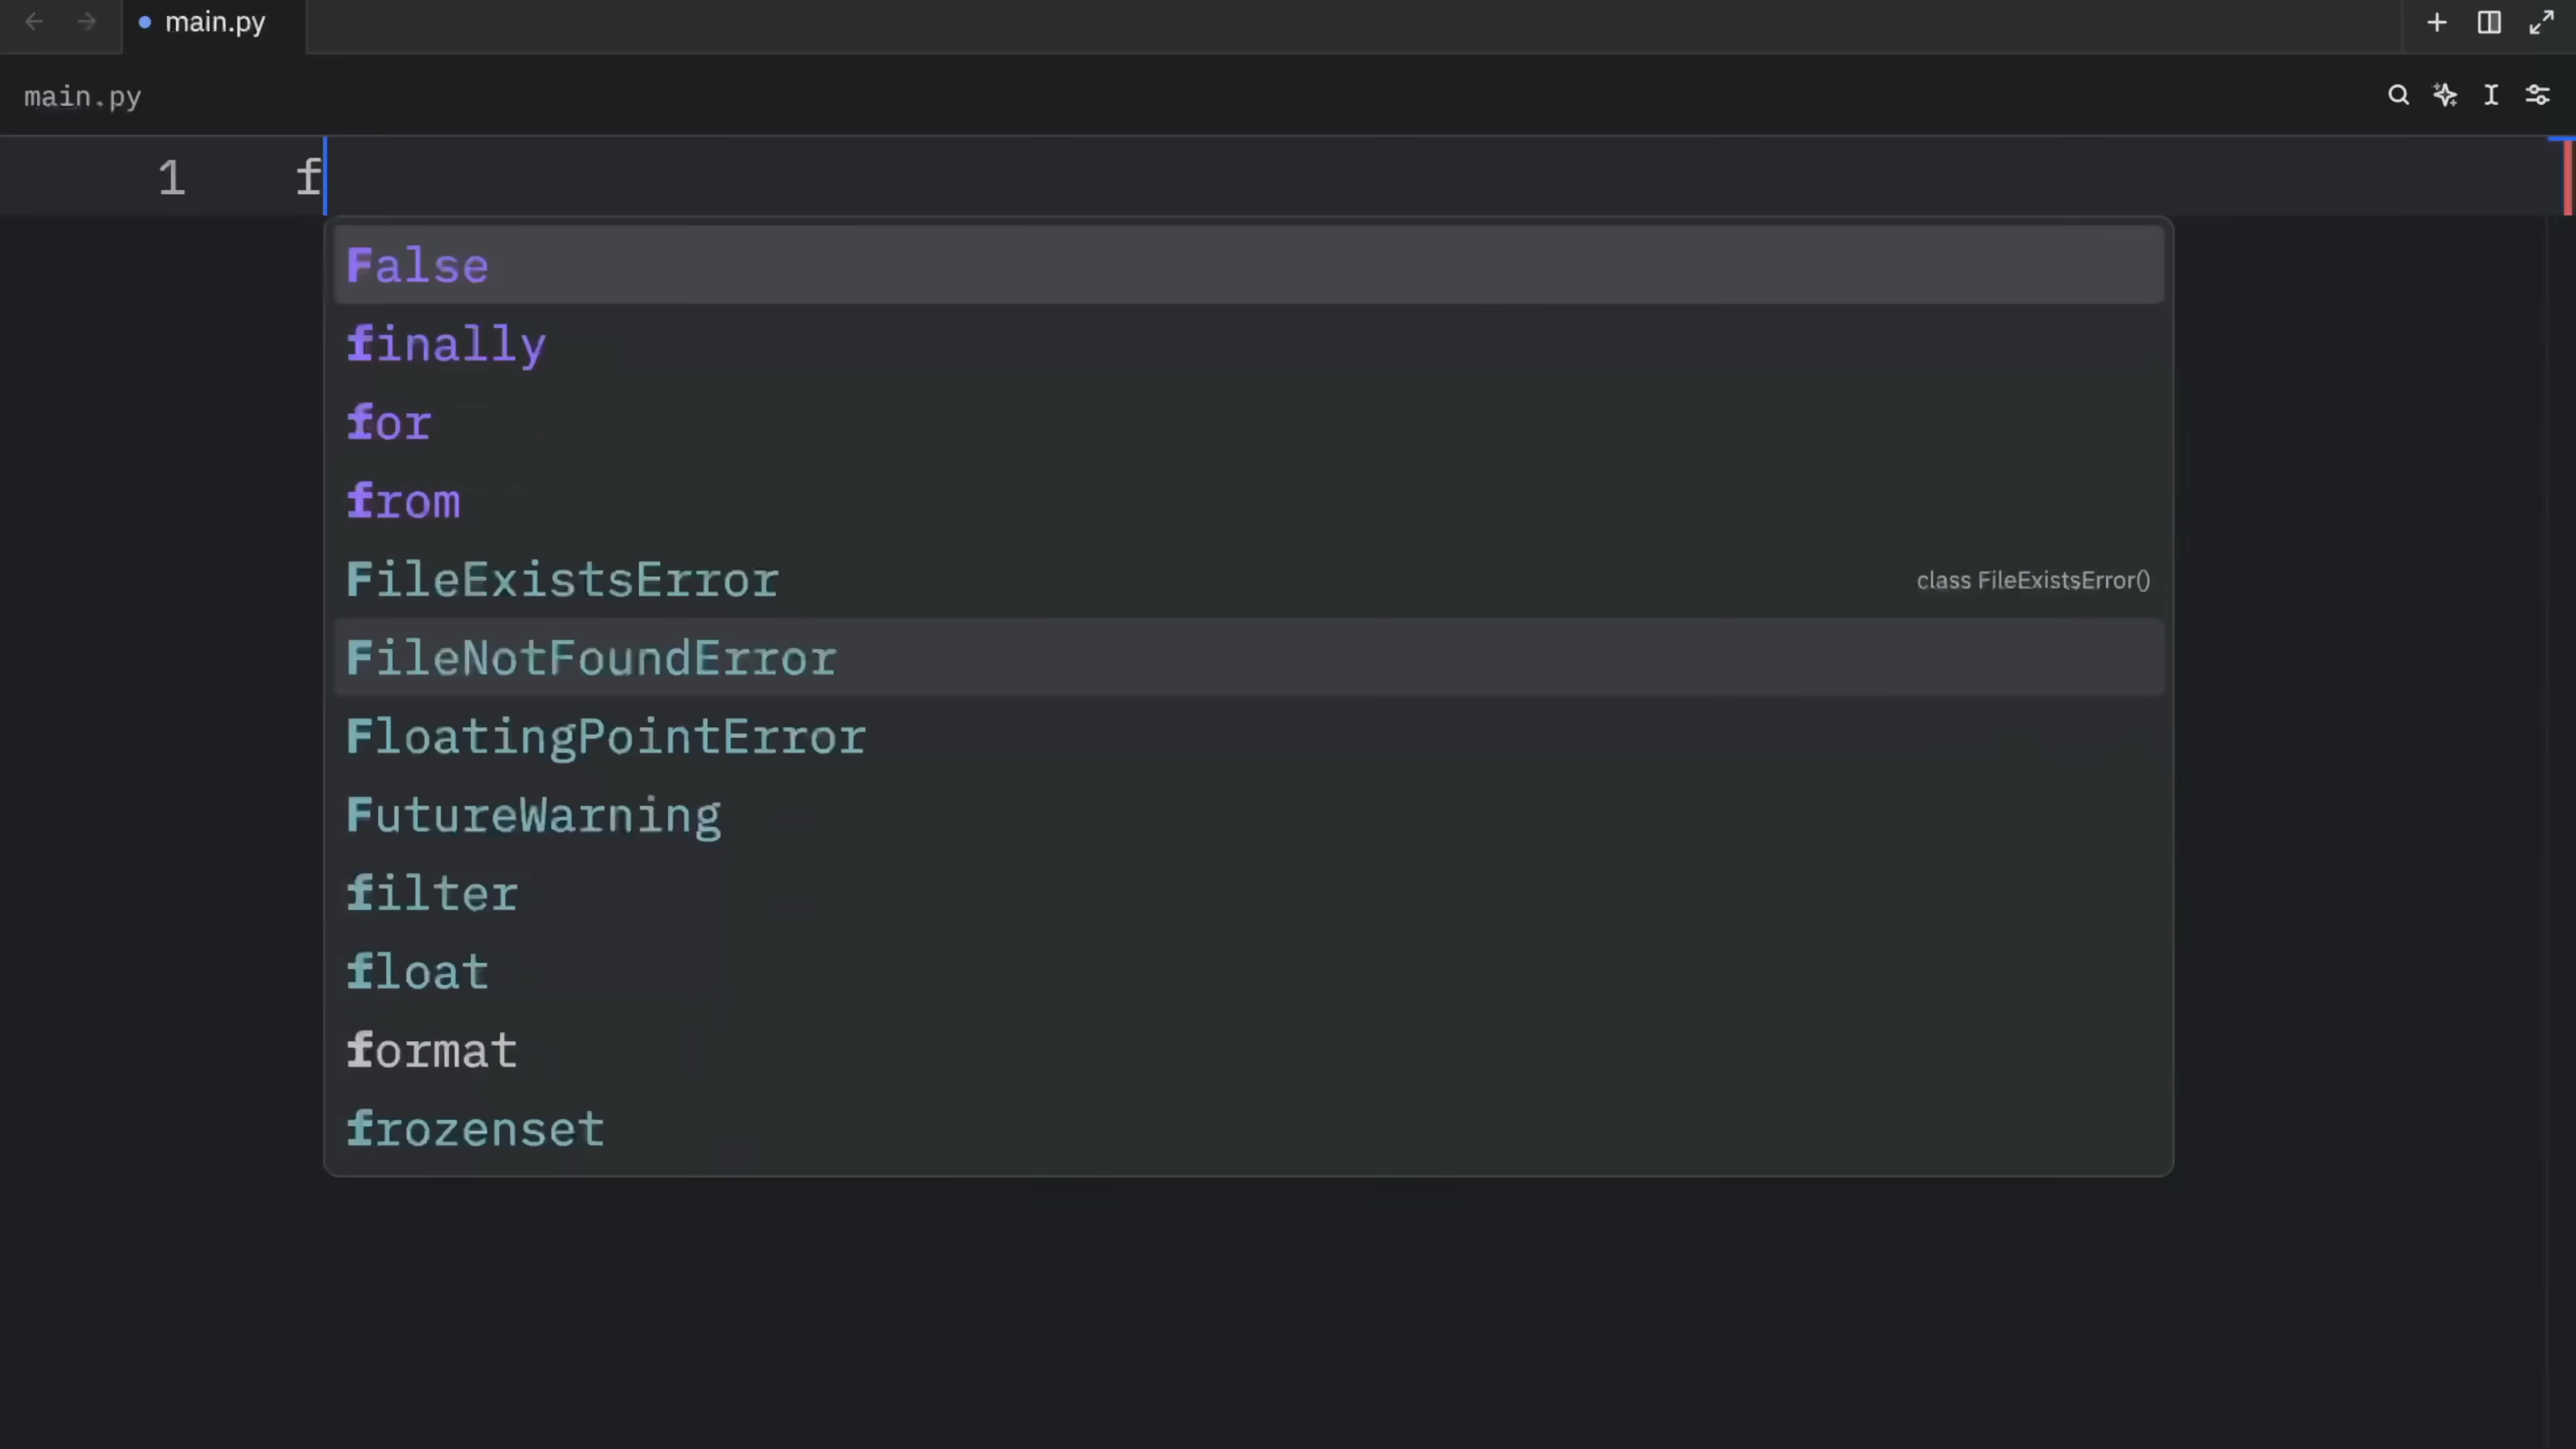 main.py
main.py
1 f
False
finally
for
from
FileExistsError class FileExistsError()
FileNotFoundError
FloatingPointError
FutureWarning
filter
float
format
frozenset